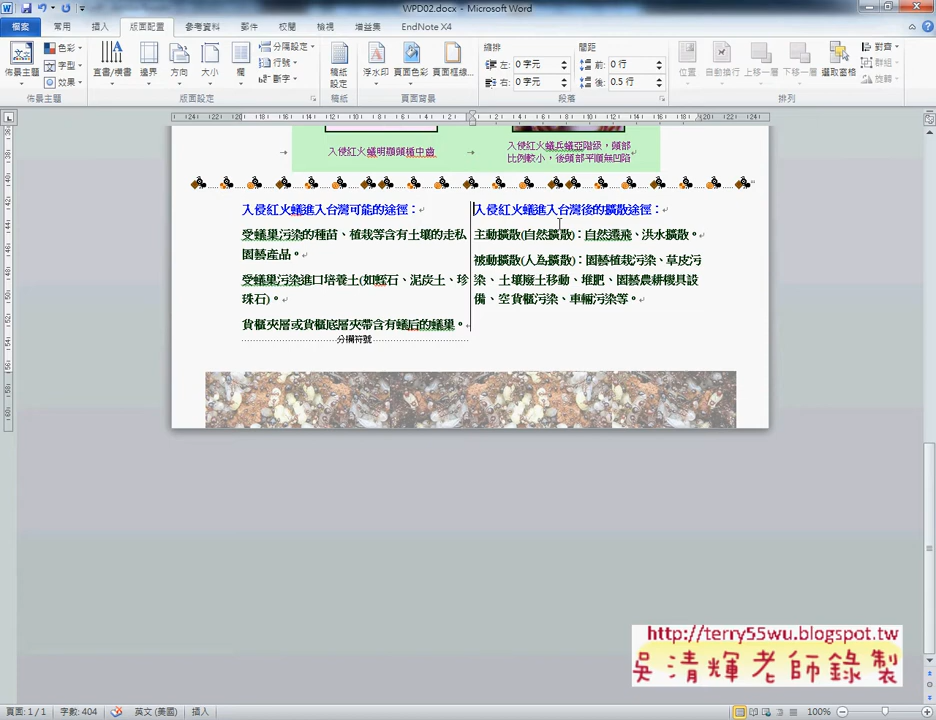 WPD02.docx - Microsoft Word
檔案 常用 插入 版面配置 參考資料 郵件 校閱 檢視 增益集 EndNote X4
佈景主題 色彩 字型 效果
直書/橫書 邊界 方向 大小 欄 分隔設定 行號 斷字
稿紙設定 浮水印 頁面色彩 頁面框線
縮排 間距
左: 0 字元 前: 0 行
右: 0 字元 後: 0.5 行
位置 自動換行 上移一層 下移一層 選取窗格 對齊 群組 旋轉
佈景主題 版面設定 稿紙 頁面背景 段落 排列
入侵紅火蟻明顯頭楯中齒
入侵紅火蟻兵蟻亞階級,頭部
比例較小,後頭部平順無凹陷
入侵紅火蟻進入台灣可能的途徑:
受蟻巢污染的種苗、植栽等含有土壤的走私
園藝產品。
受蟻巢污染進口培養土(如蛭石、泥炭土、珍
珠石)。
貨櫃夾層或貨櫃底層夾帶含有蟻后的蟻巢。
分欄符號
入侵紅火蟻進入台灣後的擴散途徑:
主動擴散(自然擴散):自然遷飛、洪水擴散。
被動擴散(人為擴散):園藝植栽污染、草皮污
染、土壤廢土移動、堆肥、園藝農耕機具設
備、空貨櫃污染、車輛污染等。
http://terry55wu.blogspot.tw
吳清輝老師錄製
頁面: 1 / 1 字數: 404 英文 (美國) 插入 100%